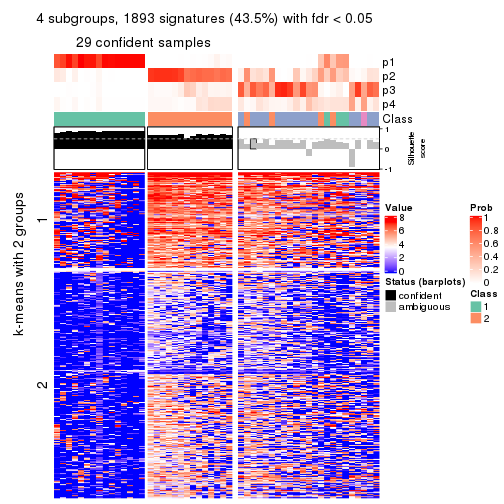 4 subgroups, 1893 signatures (43.5%) with fdr < 0.05
29 confident samples
p1
p2
p3
p4
Class
1
0
-1
Silhouette
score
k-means with 2 groups
1
2
Value
8
6
4
2
0
Prob
1
0.8
0.6
0.4
0.2
0
Status (barplots)
confident
ambiguous
Class
1
2